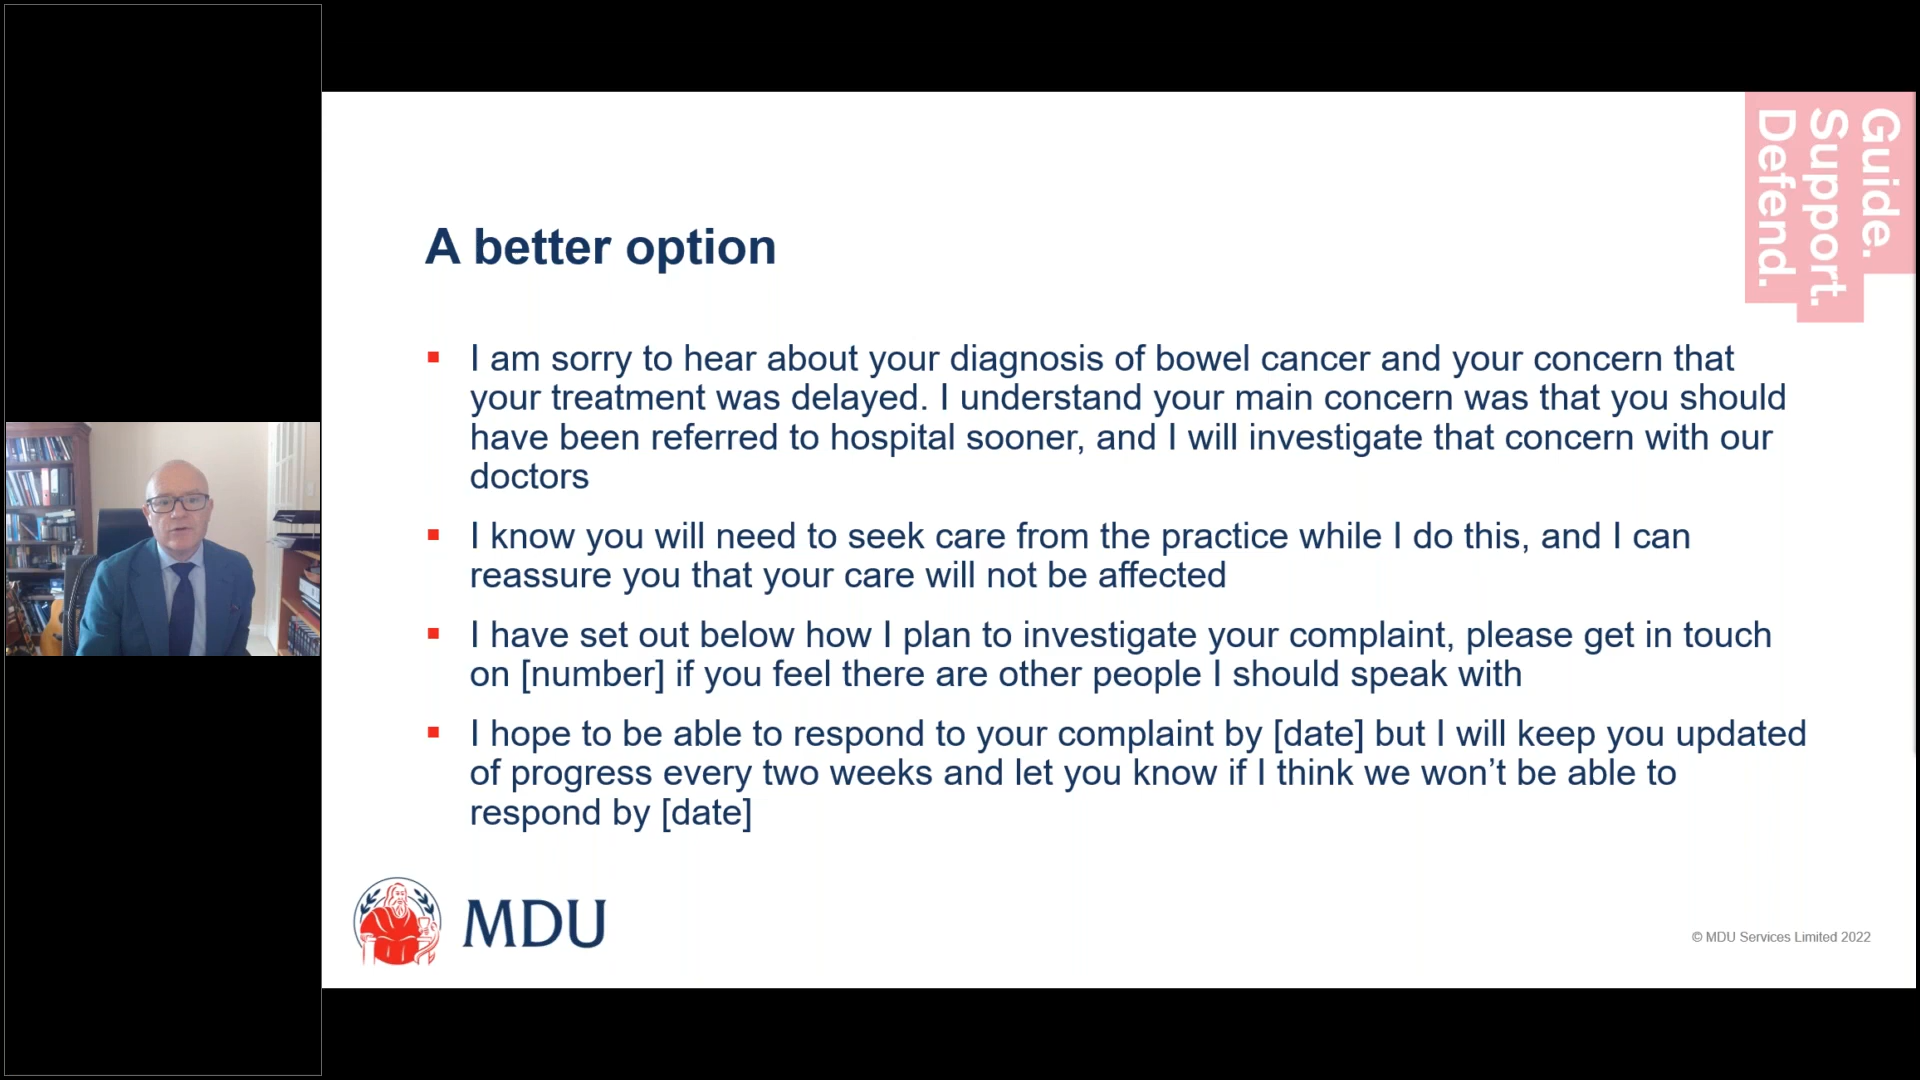 Guide.
Support.
Defend.
A better option
I am sorry to hear about your diagnosis of bowel cancer and your concern that
your treatment was delayed. I understand your main concern was that you should
have been referred to hospital sooner, and I will investigate that concern with our
doctors
I know you will need to seek care from the practice while I do this, and I can
reassure you that your care will not be affected
I have set out below how I plan to investigate your complaint, please get in touch
on [number] if you feel there are other people I should speak with
I hope to be able to respond to your complaint by [date] but I will keep you updated
of progress every two weeks and let you know if I think we won’t be able to
respond by [date]
MDU
© MDU Services Limited 2022